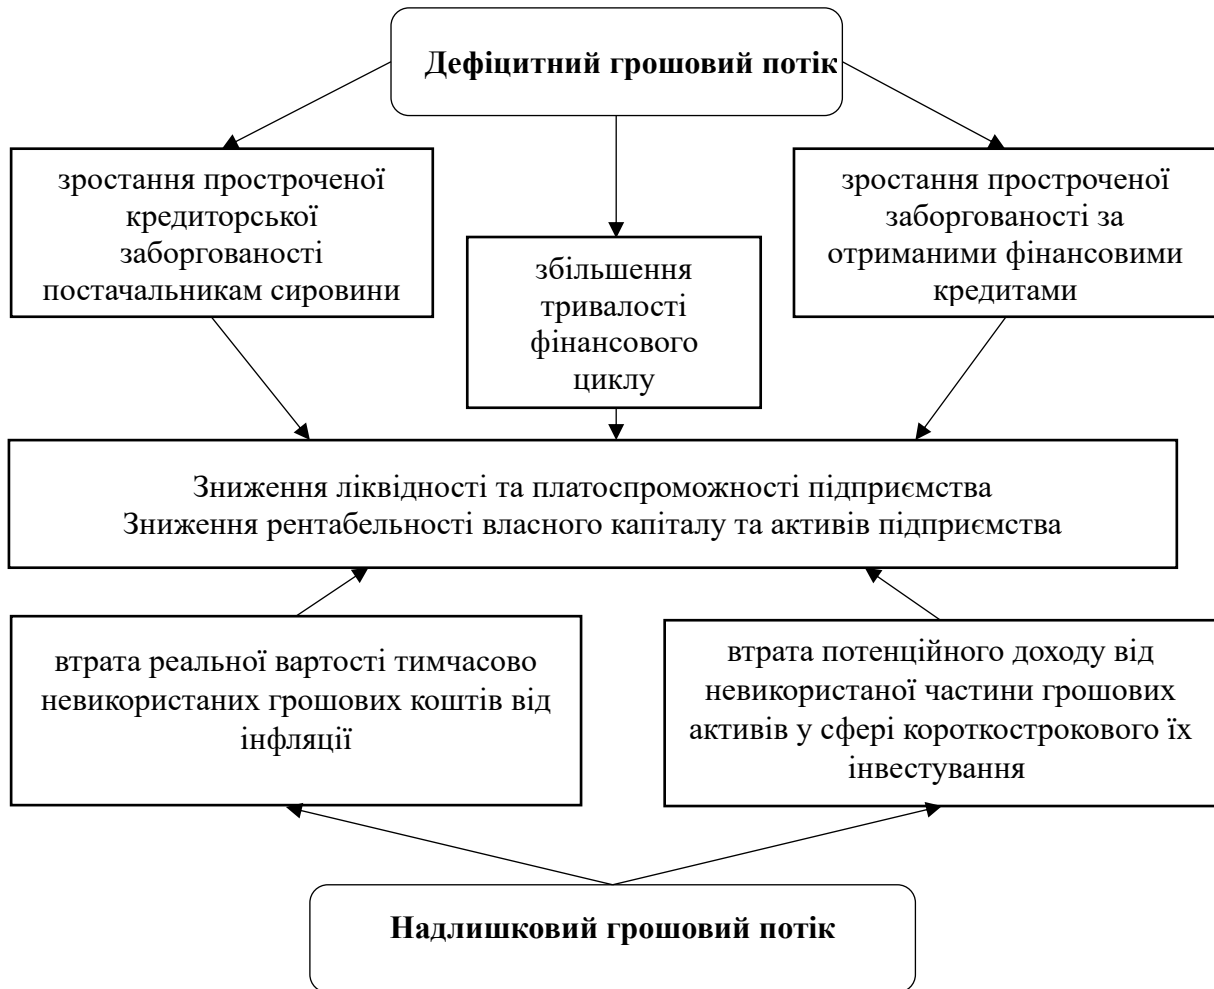 Дефіцитний грошовий потік
зростання простроченої
кредиторської
заборгованості
постачальникам сировини
збільшення
тривалості
фінансового
циклу
зростання простроченої
заборгованості за
отриманими фінансовими
кредитами
Зниження ліквідності та платоспроможності підприємства
Зниження рентабельності власного капіталу та активів підприємства
втрата реальної вартості тимчасово
невикористаних грошових коштів від
інфляції
втрата потенційного доходу від
невикористаної частини грошових
активів у сфері короткострокового їх
інвестування
Надлишковий грошовий потік